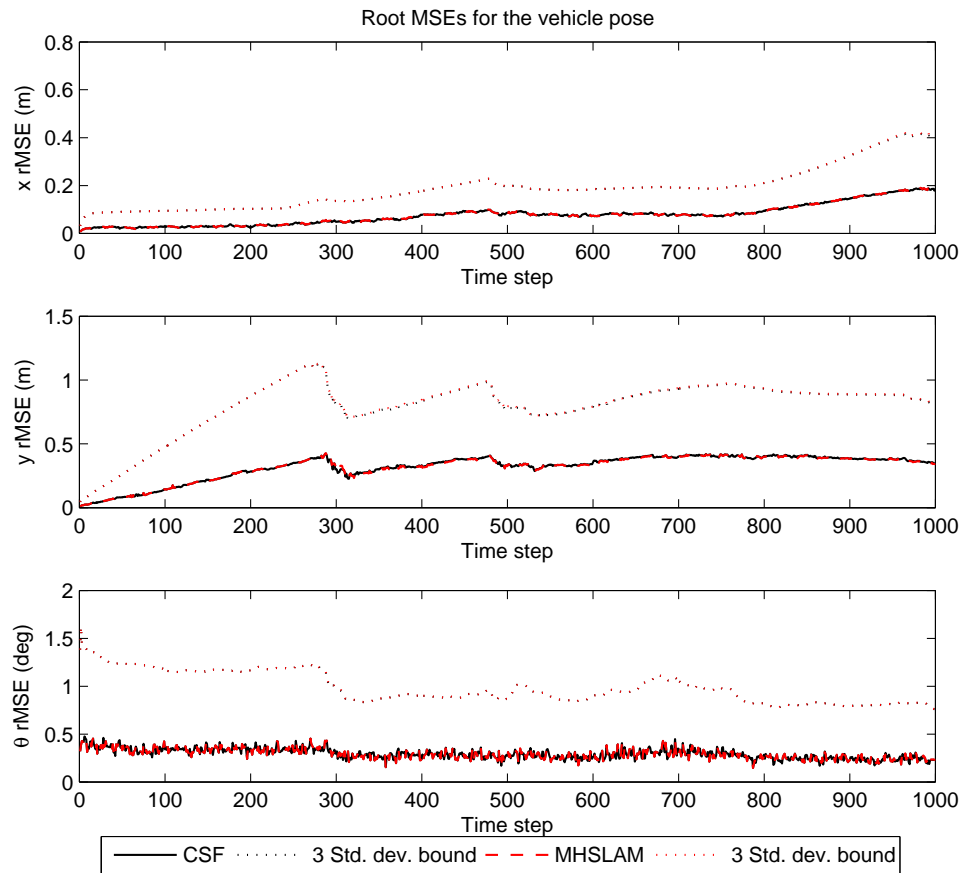 Root MSEs for the vehicle pose
0.8
0.6
0.4
0.2
0
x rMSE (m)
0 100 200 300 400 500 600 700 800 900 1000
Time step
1.5
1
0.5
0
y rMSE (m)
0 100 200 300 400 500 600 700 800 900 1000
Time step
2
1.5
1
0.5
0
θ rMSE (deg)
0 100 200 300 400 500 600 700 800 900 1000
Time step
CSF 3 Std. dev. bound MHSLAM 3 Std. dev. bound